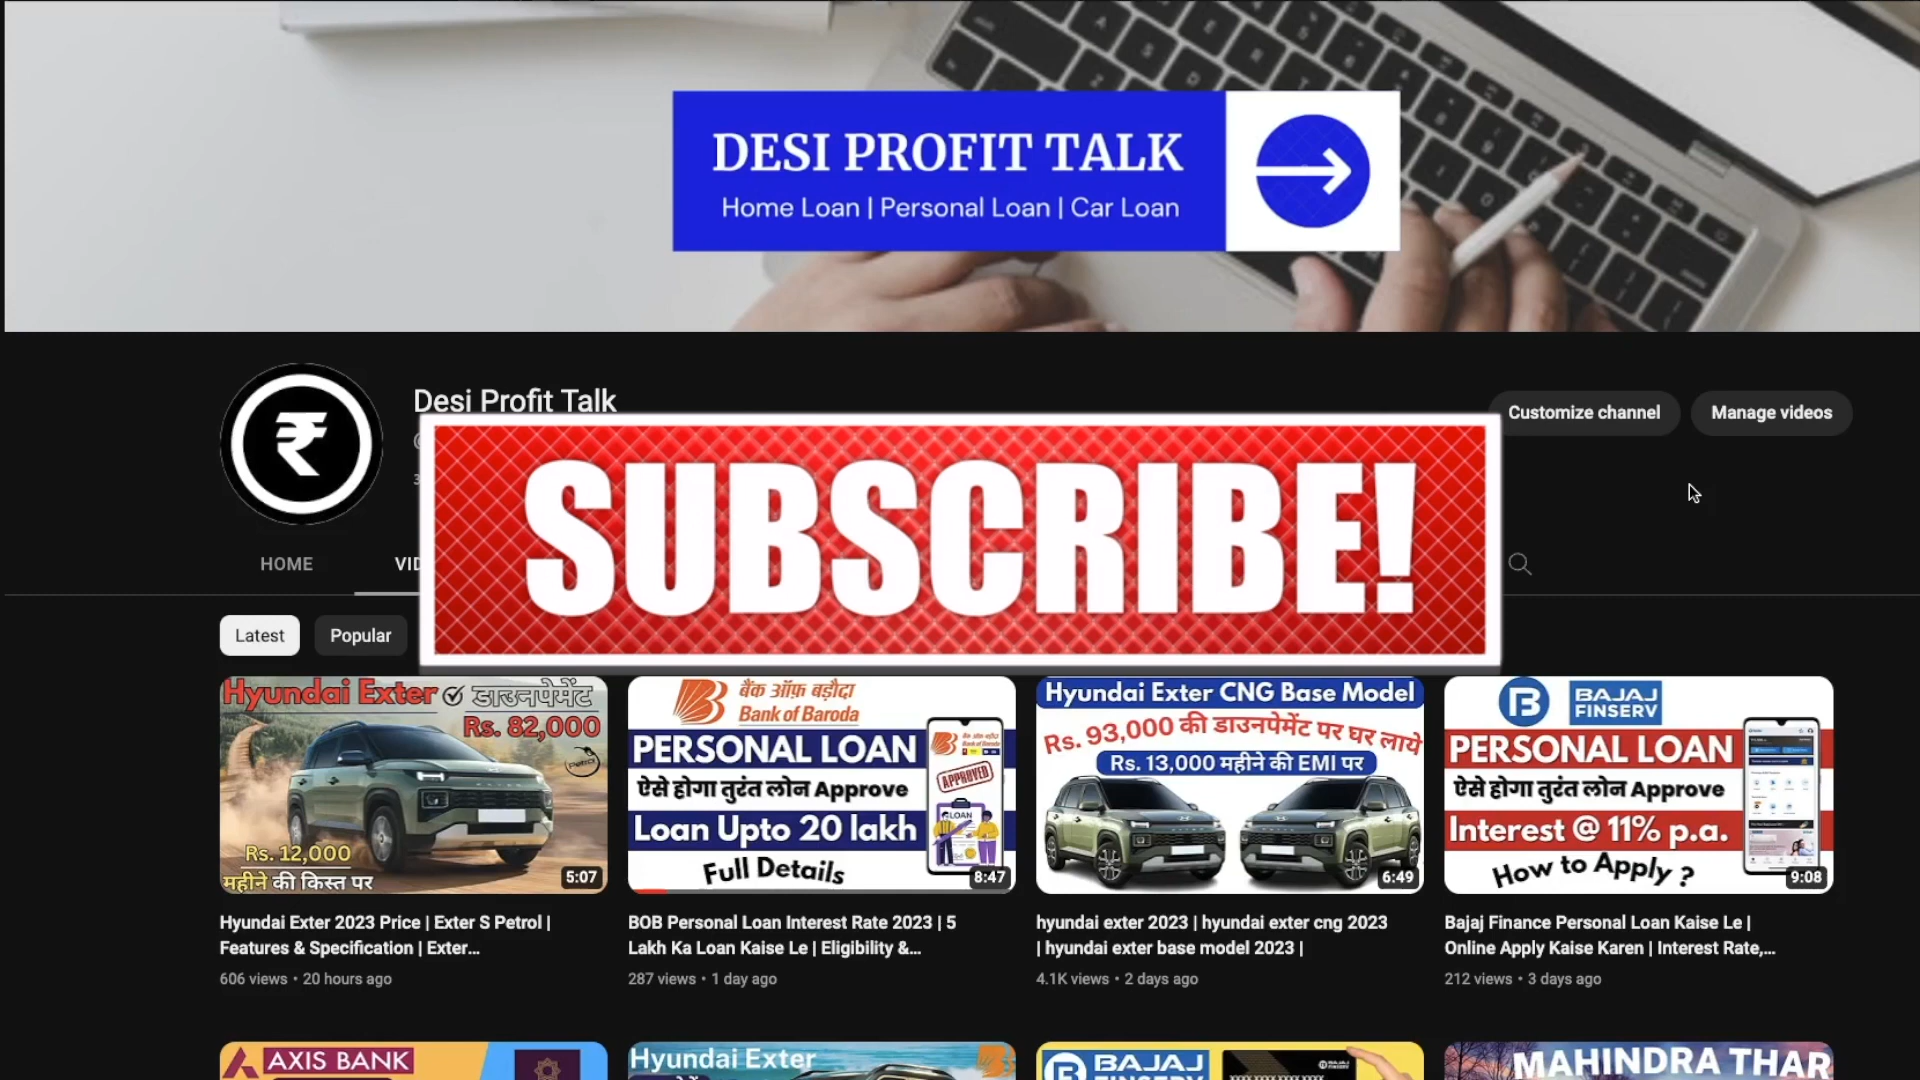 DESI PROFIT TALK
Home Loan | Personal Loan | Car Loan
Desi Profit Talk
Customize channel
Manage videos
SUBSCRIBE!
HOME
VID
Latest
Popular
Hyundai Exter डाउनपेमेंट
Rs. 82,000
Petrol
Rs. 12,000
महीने की किस्त पर
5:07
बैंक ऑफ़ बड़ौदा
Bank of Baroda
PERSONAL LOAN
ऐसे होगा तुरंत लोन Approve
Loan Upto 20 lakh
Full Details
APPROVED
LOAN
8:47
Hyundai Exter CNG Base Model
Rs. 93,000 की डाउनपेमेंट पर घर लाये
Rs. 13,000 महीने की EMI पर
6:49
BAJAJ
FINSERV
PERSONAL LOAN
ऐसे होगा तुरंत लोन Approve
Interest @ 11% p.a.
How to Apply ?
9:08
Hyundai Exter 2023 Price | Exter S Petrol |
Features & Specification | Exter...
606 views • 20 hours ago
BOB Personal Loan Interest Rate 2023 | 5
Lakh Ka Loan Kaise Le | Eligibility &...
287 views • 1 day ago
hyundai exter 2023 | hyundai exter cng 2023
| hyundai exter base model 2023 |
4.1K views • 2 days ago
Bajaj Finance Personal Loan Kaise Le |
Online Apply Kaise Karen | Interest Rate,...
212 views • 3 days ago
AXIS BANK
Hyundai Exter
BAJAJ
FINSERV
MAHINDRA THAR